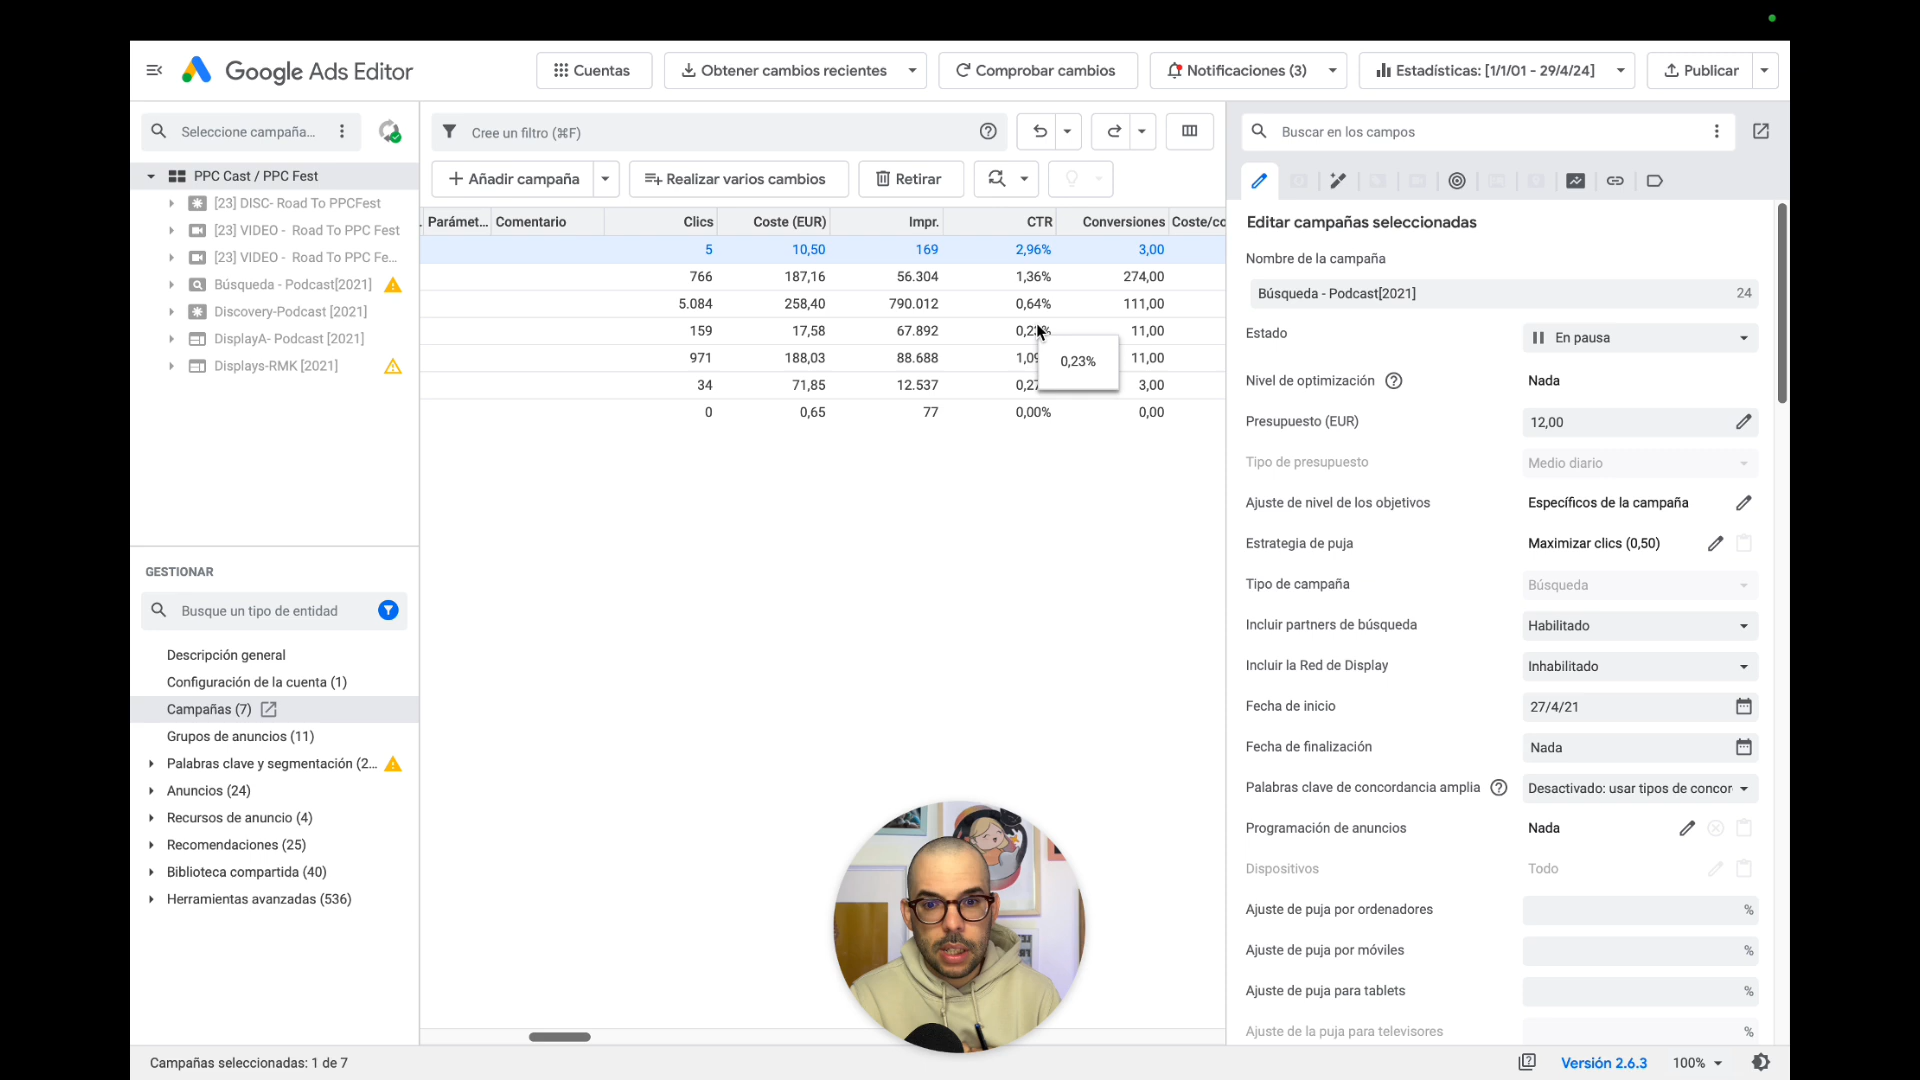 Google Ads Editor
Cuentas
Obtener cambios recientes
Comprobar cambios
Notificaciones (3)
Estadísticas: [1/1/01 - 29/4/24]
Publicar
Seleccione campaña...
PPC Cast / PPC Fest
[23] DISC- Road To PPCFest
[23] VIDEO - Road To PPC Fest
[23] VIDEO - Road To PPC Fe...
Búsqueda - Podcast[2021]
Discovery-Podcast [2021]
DisplayA- Podcast [2021]
Displays-RMK [2021]
GESTIONAR
Busque un tipo de entidad
Descripción general
Configuración de la cuenta (1)
Campañas (7)
Grupos de anuncios (11)
Palabras clave y segmentación (2...
Anuncios (24)
Recursos de anuncio (4)
Recomendaciones (25)
Biblioteca compartida (40)
Herramientas avanzadas (536)
Cree un filtro (⌘F)
Añadir campaña
Realizar varios cambios
Retirar
Parámet... Comentario Clics Coste (EUR) Impr. CTR Conversiones Coste/co
5 10,50 169 2,96% 3,00
766 187,16 56.304 1,36% 274,00
5.084 258,40 790.012 0,64% 111,00
159 17,58 67.892 11,00
971 188,03 88.688 11,00
34 71,85 12.537 3,00
0 0,65 77 0,00% 0,00
0,23%
Buscar en los campos
Editar campañas seleccionadas
Nombre de la campaña
Búsqueda - Podcast[2021] 24
Estado En pausa
Nivel de optimización Nada
Presupuesto (EUR) 12,00
Tipo de presupuesto Medio diario
Ajuste de nivel de los objetivos Específicos de la campaña
Estrategia de puja Maximizar clics (0,50)
Tipo de campaña Búsqueda
Incluir partners de búsqueda Habilitado
Incluir la Red de Display Inhabilitado
Fecha de inicio 27/4/21
Fecha de finalización Nada
Palabras clave de concordancia amplia Desactivado: usar tipos de concor
Programación de anuncios Nada
Dispositivos Todo
Ajuste de puja por ordenadores %
Ajuste de puja por móviles %
Ajuste de puja para tablets %
Ajuste de la puja para televisores %
Campañas seleccionadas: 1 de 7
Versión 2.6.3
100%